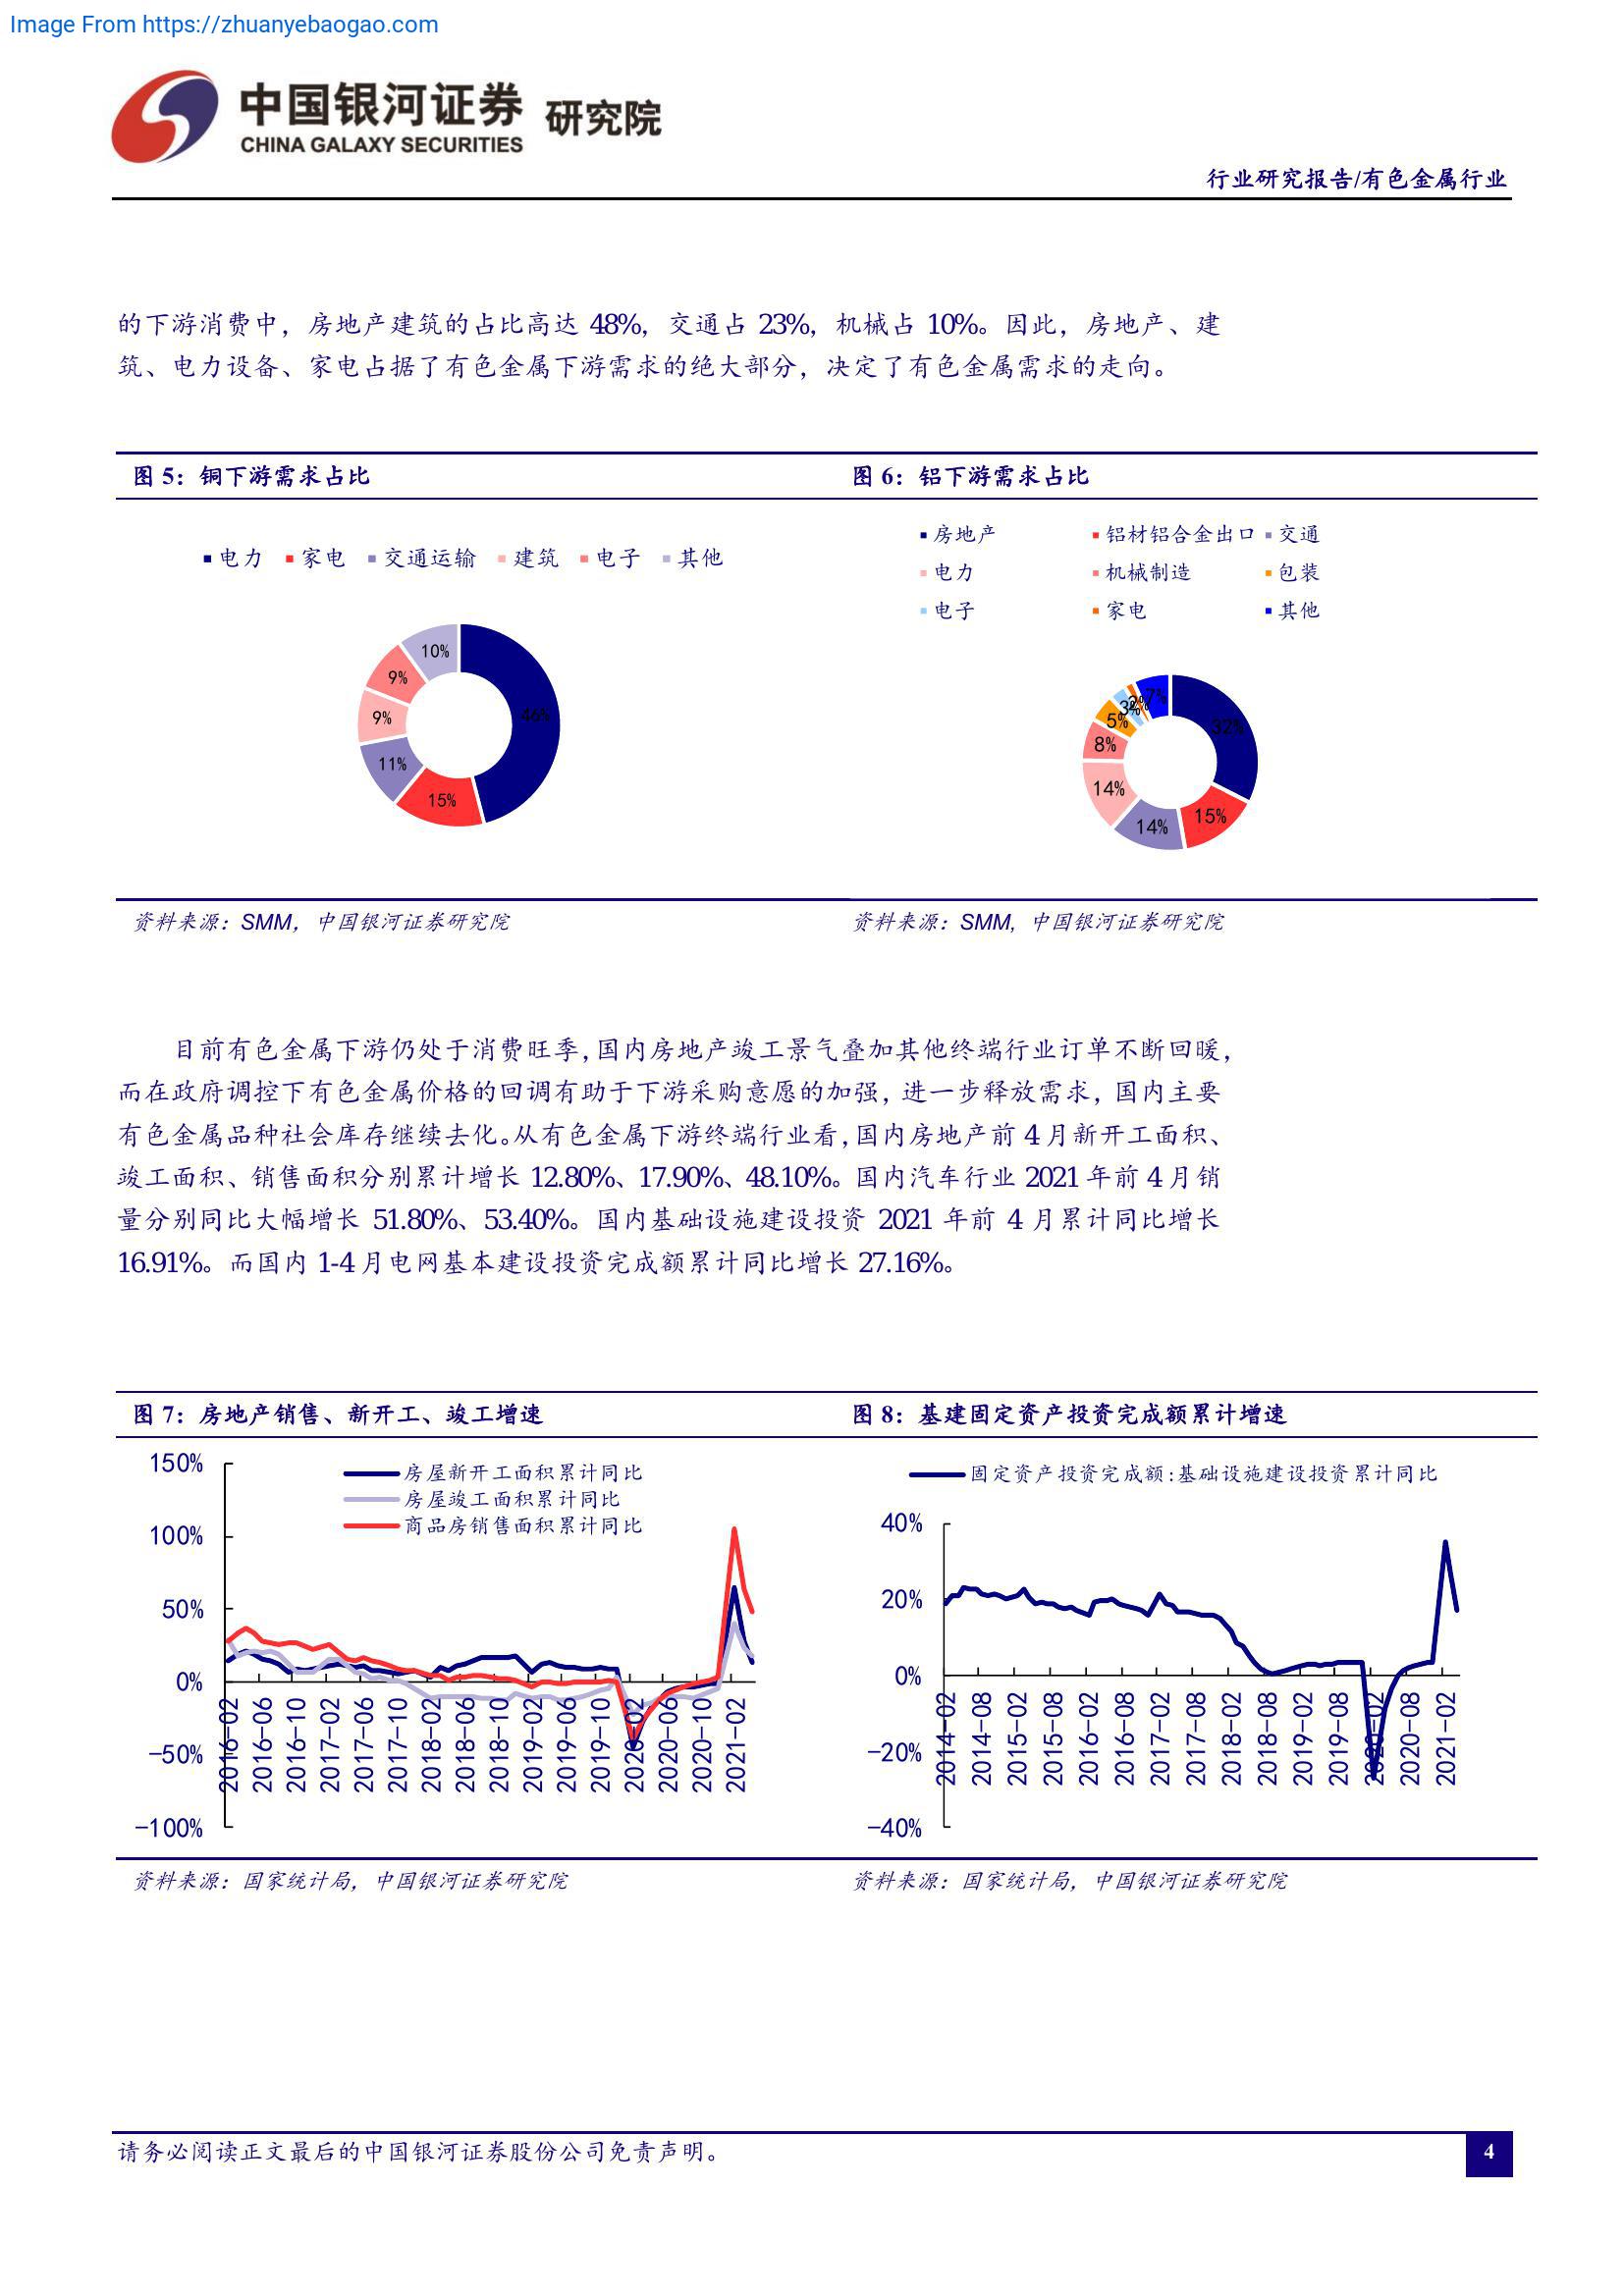 Image From https://zhuanyebaogao.com
中国银河证券 研究院
CHINA GALAXY SECURITIES
行业研究报告/有色金属行业
的下游消费中，房地产建筑的占比高达 48%，交通占 23%，机械占 10%。因此，房地产、建
筑、电力设备、家电占据了有色金属下游需求的绝大部分，决定了有色金属需求的走向。
图 5：铜下游需求占比
电力 家电 交通运输 建筑 电子 其他
10%
9%
9%
46%
11%
15%
资料来源：SMM，中国银河证券研究院
图 6：铝下游需求占比
房地产 铝材铝合金出口 交通
电力 机械制造 包装
电子 家电 其他
7%
2%
3%
5%
32%
8%
14%
15%
14%
资料来源：SMM，中国银河证券研究院
目前有色金属下游仍处于消费旺季，国内房地产竣工景气叠加其他终端行业订单不断回暖，
而在政府调控下有色金属价格的回调有助于下游采购意愿的加强，进一步释放需求，国内主要
有色金属品种社会库存继续去化。从有色金属下游终端行业看，国内房地产前 4 月新开工面积、
竣工面积、销售面积分别累计增长 12.80%、17.90%、48.10%。国内汽车行业 2021 年前 4 月销
量分别同比大幅增长 51.80%、53.40%。国内基础设施建设投资 2021 年前 4 月累计同比增长
16.91%。而国内 1-4 月电网基本建设投资完成额累计同比增长 27.16%。
图 7：房地产销售、新开工、竣工增速
房屋新开工面积累计同比
房屋竣工面积累计同比
商品房销售面积累计同比
150%
100%
50%
0%
-50%
-100%
2016-02
2016-06
2016-10
2017-02
2017-06
2017-10
2018-02
2018-06
2018-10
2019-02
2019-06
2019-10
2020-02
2020-06
2020-10
2021-02
资料来源：国家统计局，中国银河证券研究院
图 8：基建固定资产投资完成额累计增速
固定资产投资完成额:基础设施建设投资累计同比
40%
20%
0%
-20%
-40%
2014-02
2014-08
2015-02
2015-08
2016-02
2016-08
2017-02
2017-08
2018-02
2018-08
2019-02
2019-08
2020-02
2020-08
2021-02
资料来源：国家统计局，中国银河证券研究院
请务必阅读正文最后的中国银河证券股份公司免责声明。
4